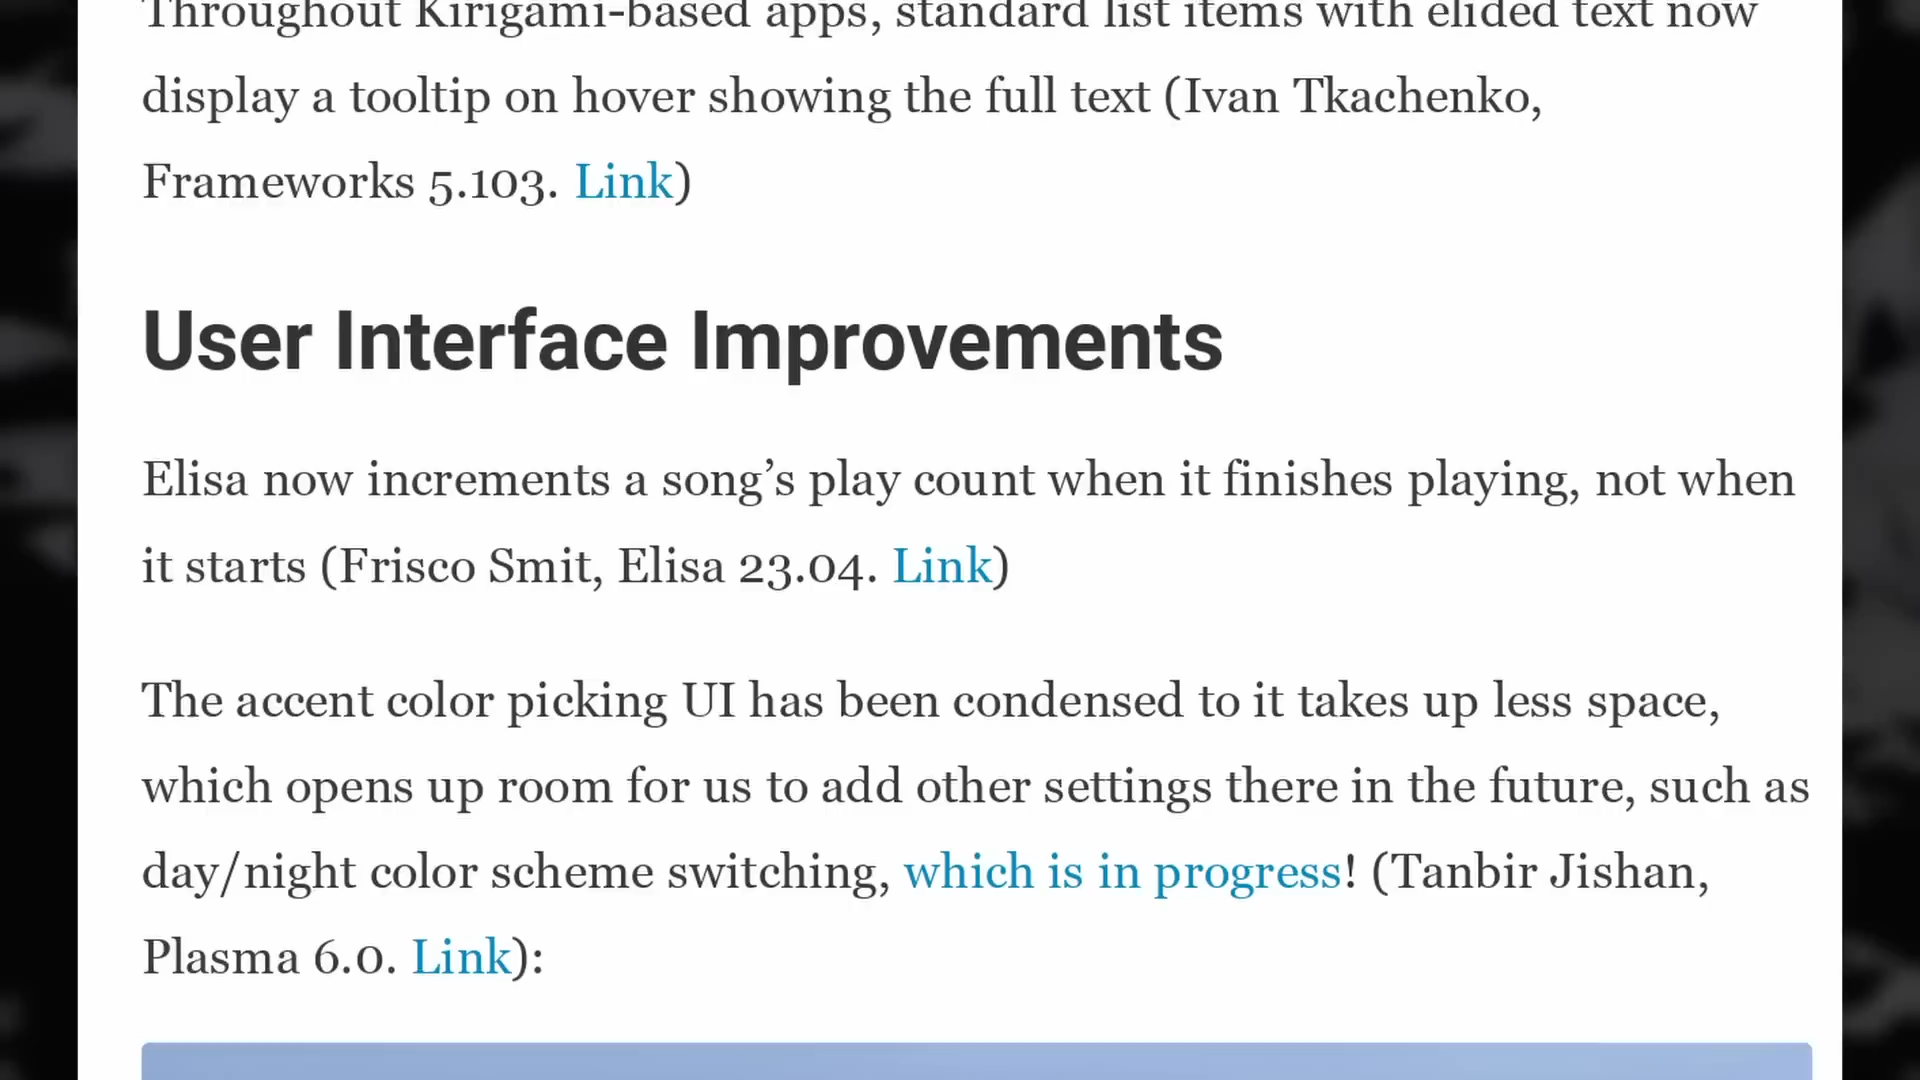 Throughout Kirigami-based apps, standard list items with elided text now
display a tooltip on hover showing the full text (Ivan Tkachenko,
Frameworks 5.103. Link)
User Interface Improvements
Elisa now increments a song’s play count when it finishes playing, not when
it starts (Frisco Smit, Elisa 23.04. Link)
The accent color picking UI has been condensed to it takes up less space,
which opens up room for us to add other settings there in the future, such as
day/night color scheme switching, which is in progress! (Tanbir Jishan,
Plasma 6.0. Link):